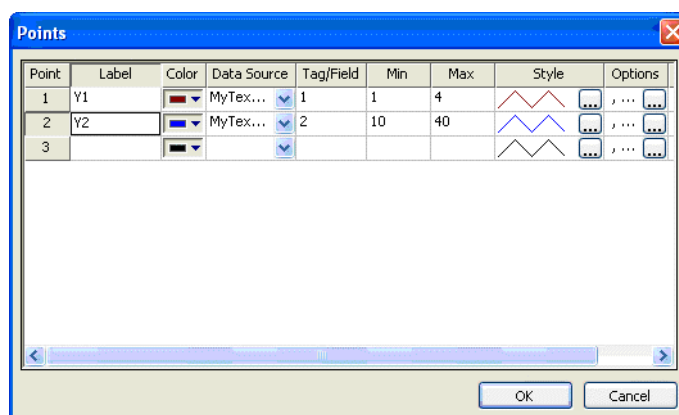 Points
Point Label Color Data Source Tag/Field Min Max Style Options
1 Y1 MyTex... 1 1 4 ... , ... ...
2 Y2 MyTex... 2 10 40 ... , ... ...
3 ... , ... ...
OK Cancel